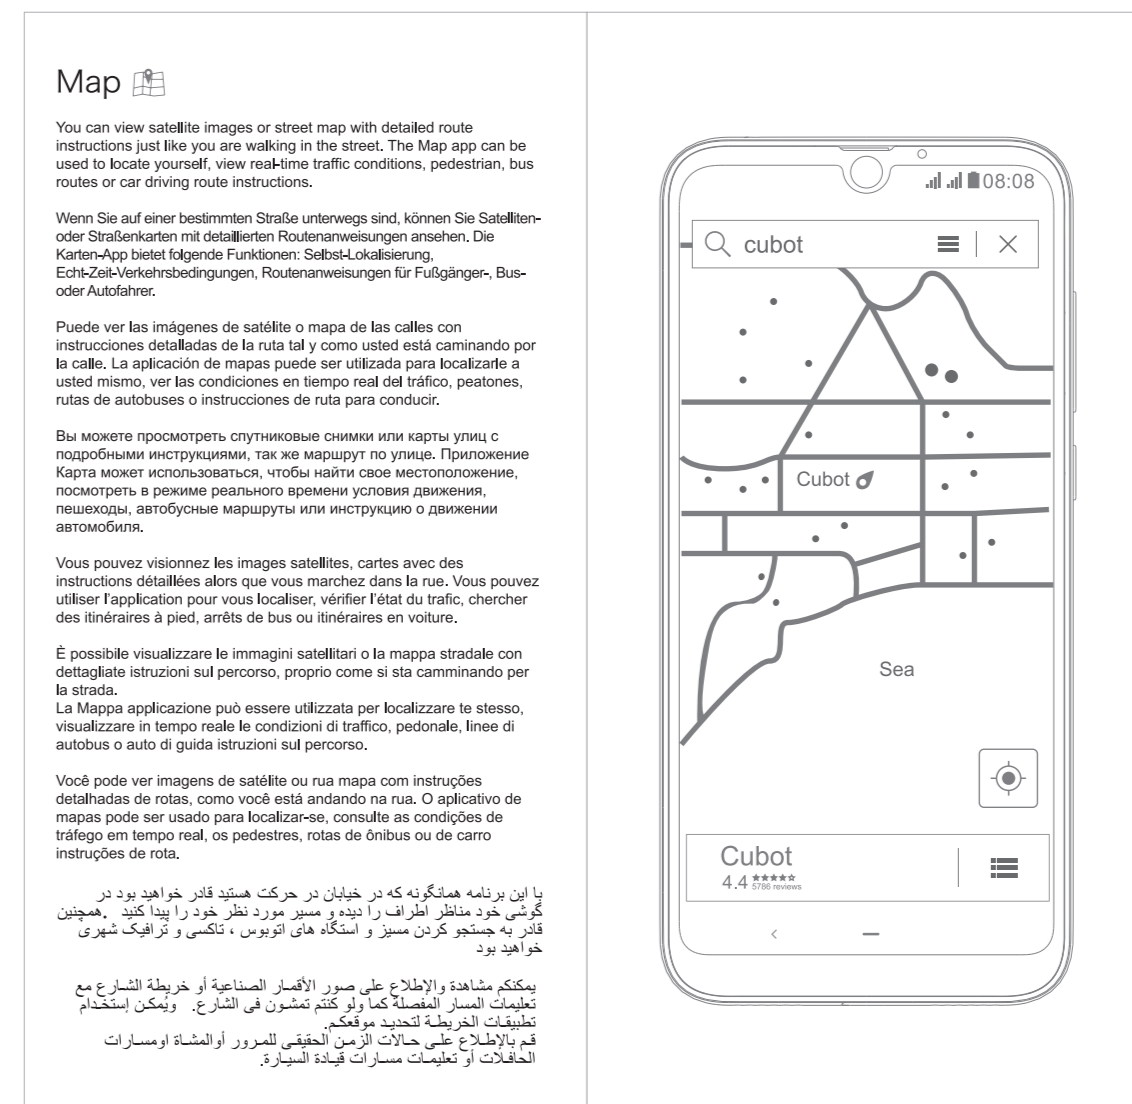 Map
You can view satellite images or street map with detailed route
instructions just like you are walking in the street. The Map app can be
used to locate yourself, view real-time traffic conditions, pedestrian, bus
routes or car driving route instructions.
Wenn Sie auf einer bestimmten Straße unterwegs sind, können Sie Satelliten-
oder Straßenkarten mit detaillierten Routenanweisungen ansehen. Die
Karten-App bietet folgende Funktionen: Selbst-Lokalisierung,
Echt-Zeit-Verkehrsbedingungen, Routenanweisungen für Fußgänger-, Bus-
oder Autofahrer.
Puede ver las imágenes de satélite o mapa de las calles con
instrucciones detalladas de la ruta tal y como usted está caminando por
la calle. La aplicación de mapas puede ser utilizada para localizarle a
usted mismo, ver las condiciones en tiempo real del tráfico, peatones,
rutas de autobuses o instrucciones de ruta para conducir.
Вы можете просмотреть спутниковые снимки или карты улиц с
подробными инструкциями, так же маршрут по улице. Приложение
Карта может использоваться, чтобы найти свое местоположение,
посмотреть в режиме реального времени условия движения,
пешеходы, автобусные маршруты или инструкцию о движении
автомобиля.
Vous pouvez visionnez les images satellites, cartes avec des
instructions détaillées alors que vous marchez dans la rue. Vous pouvez
utiliser l'application pour vous localiser, vérifier l'état du trafic, chercher
des itinéraires à pied, arrêts de bus ou itinéraires en voiture.
È possibile visualizzare le immagini satellitari o la mappa stradale con
dettagliate istruzioni sul percorso, proprio come si sta camminando per
la strada.
La Mappa applicazione può essere utilizzata per localizzare te stesso,
visualizzare in tempo reale le condizioni di traffico, pedonale, linee di
autobus o auto di guida istruzioni sul percorso.
Você pode ver imagens de satélite ou rua mapa com instruções
detalhadas de rotas, como você está andando na rua. O aplicativo de
mapas pode ser usado para localizar-se, consulte as condições de
tráfego em tempo real, os pedestres, rotas de ônibus ou de carro
instruções de rota.
با این برنامه همانگونه که در خیابان در حرکت هستید قادر خواهید بود در
گوشی خود مناظر اطراف را دیده و مسیر مورد نظر خود را پیدا کنید .همچنین
قادر به جستجو کردن مسیز و استگاه های اتوبوس ، تاکسی و ترافیک شهری
خواهید بود
يمكنكم مشاهدة والإطلاع على صور الأقمار الصناعية أو خريطة الشارع مع
تعليمات المسار المفصلة كما ولو كنتم تمشون فى الشارع. ويُمكن إستخدام
تطبيقات الخريطة لتحديد موقعكم.
قم بالإطلاع على حالات الزمن الحقيقى للمرور أوالمشاة اومسارات
الحافلات أو تعليمات مسارات قيادة السيارة.
08:08
cubot
Cubot
Sea
Cubot
4.4
5786 reviews